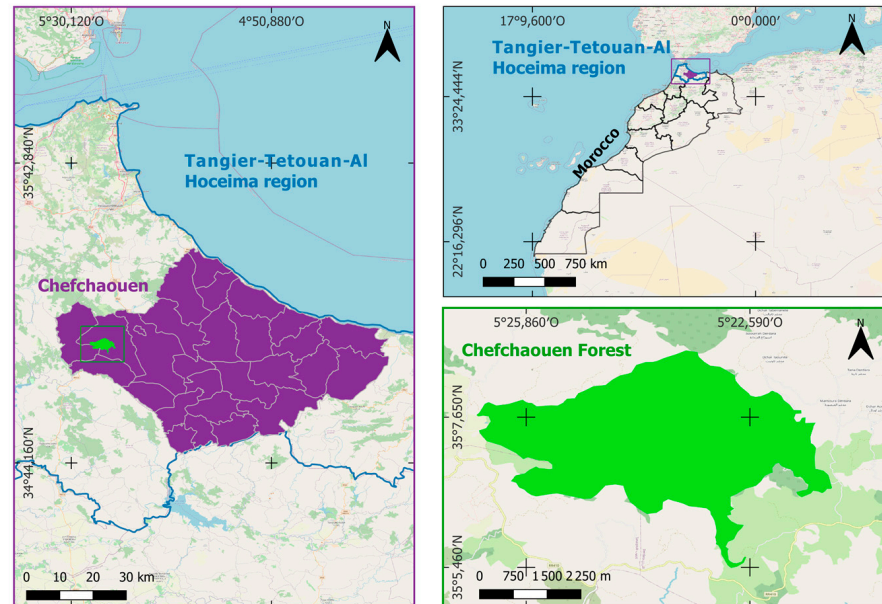 5°30,120'O 4°50,880'O
N
35°42,840'N
Tangier-Tetouan-Al
Hoceima region
Chefchaouen
34°44,160'N
0 10 20 30 km
17°9,600'O 0°0,000'
N
Tangier-Tetouan-Al
Hoceima region
33°24,444'N
Morocco
22°16,296'N
0 250 500 750 km
5°25,860'O 5°22,590'O
N
Chefchaouen Forest
35°7,650'N
35°5,460'N
0 750 1 500 2 250 m